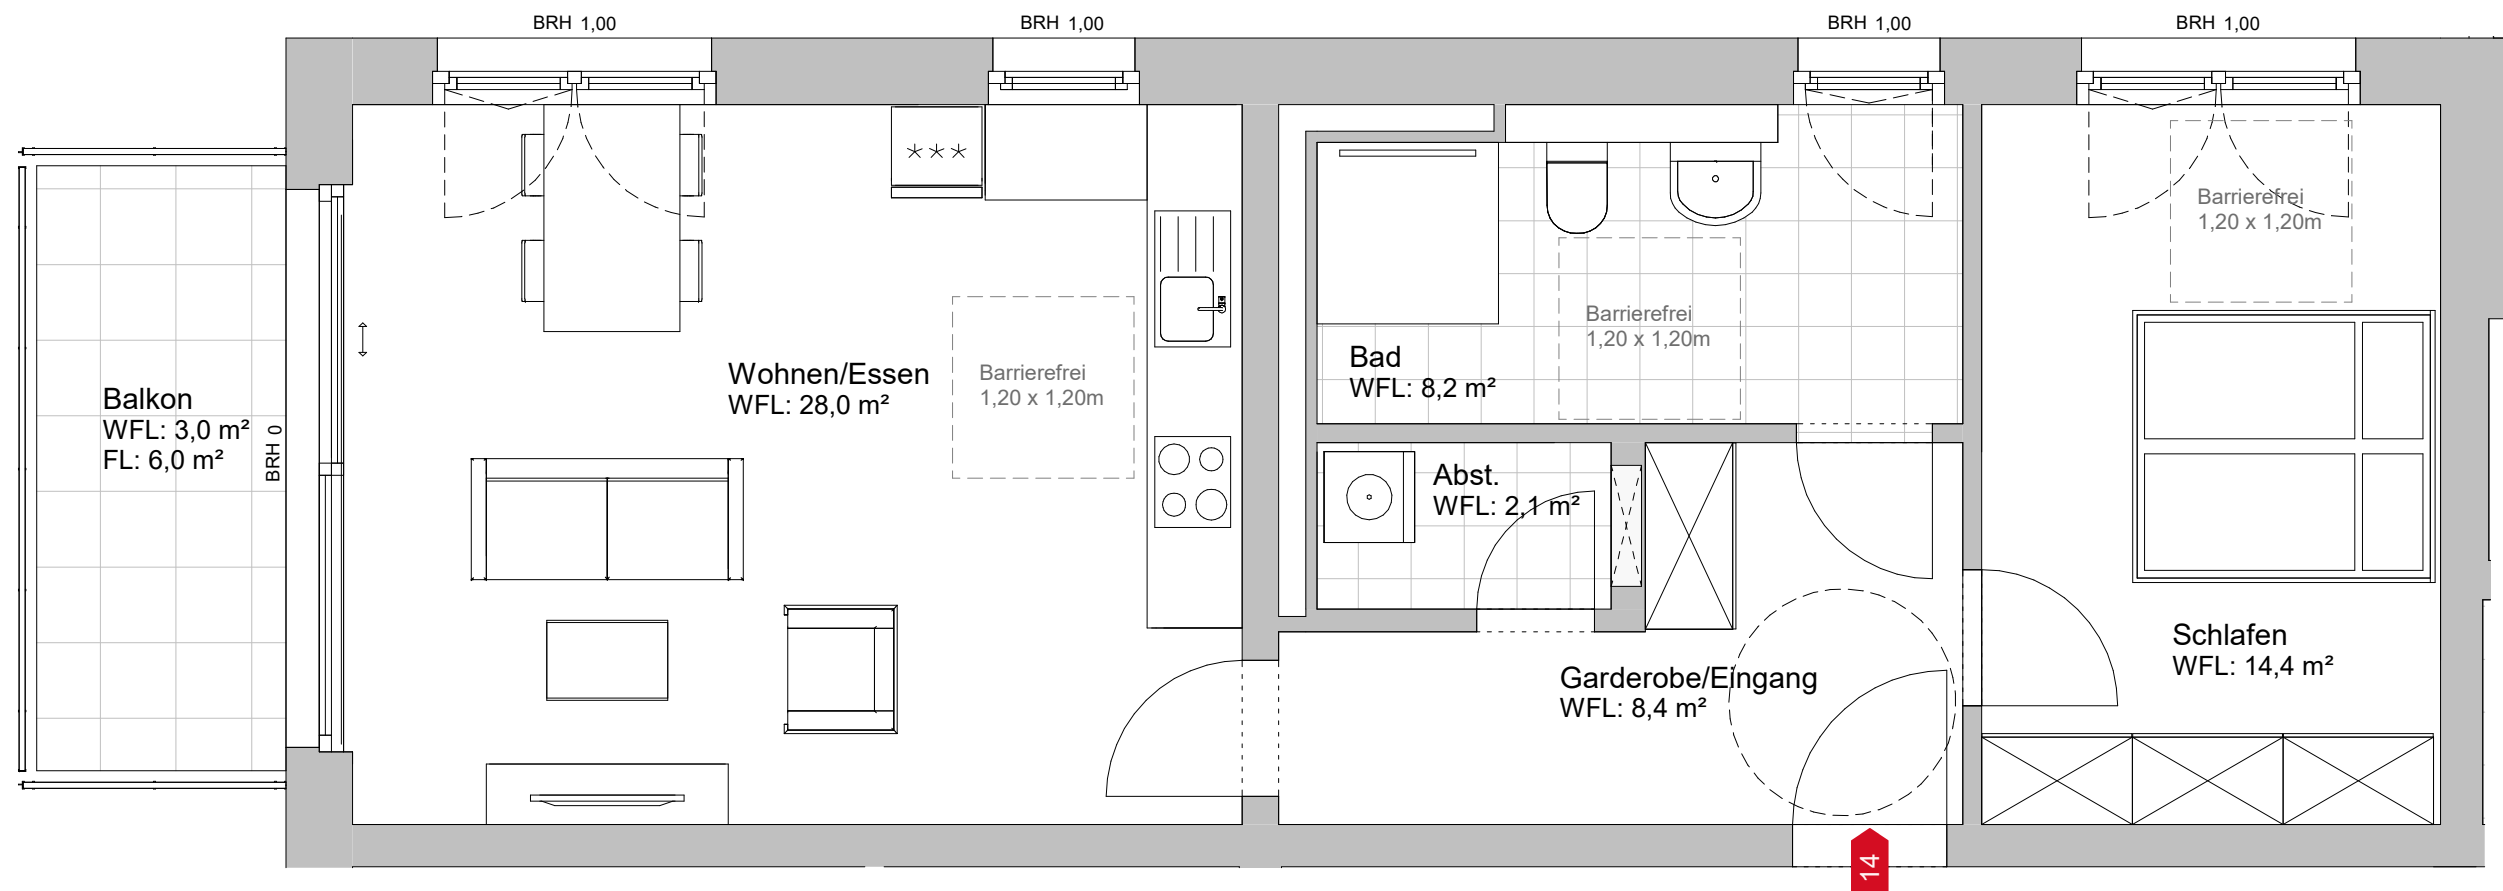 BRH 1,00
BRH 1,00
BRH 1,00
BRH 1,00
***
Barrierefrei
1,20 x 1,20m
Barrierefrei
1,20 x 1,20m
Bad
WFL: 8,2 m²
Wohnen/Essen
WFL: 28,0 m²
Barrierefrei
1,20 x 1,20m
Balkon
WFL: 3,0 m²
FL: 6,0 m²
BRH 0
Abst.
WFL: 2,1 m²
Schlafen
WFL: 14,4 m²
Garderobe/Eingang
WFL: 8,4 m²
14